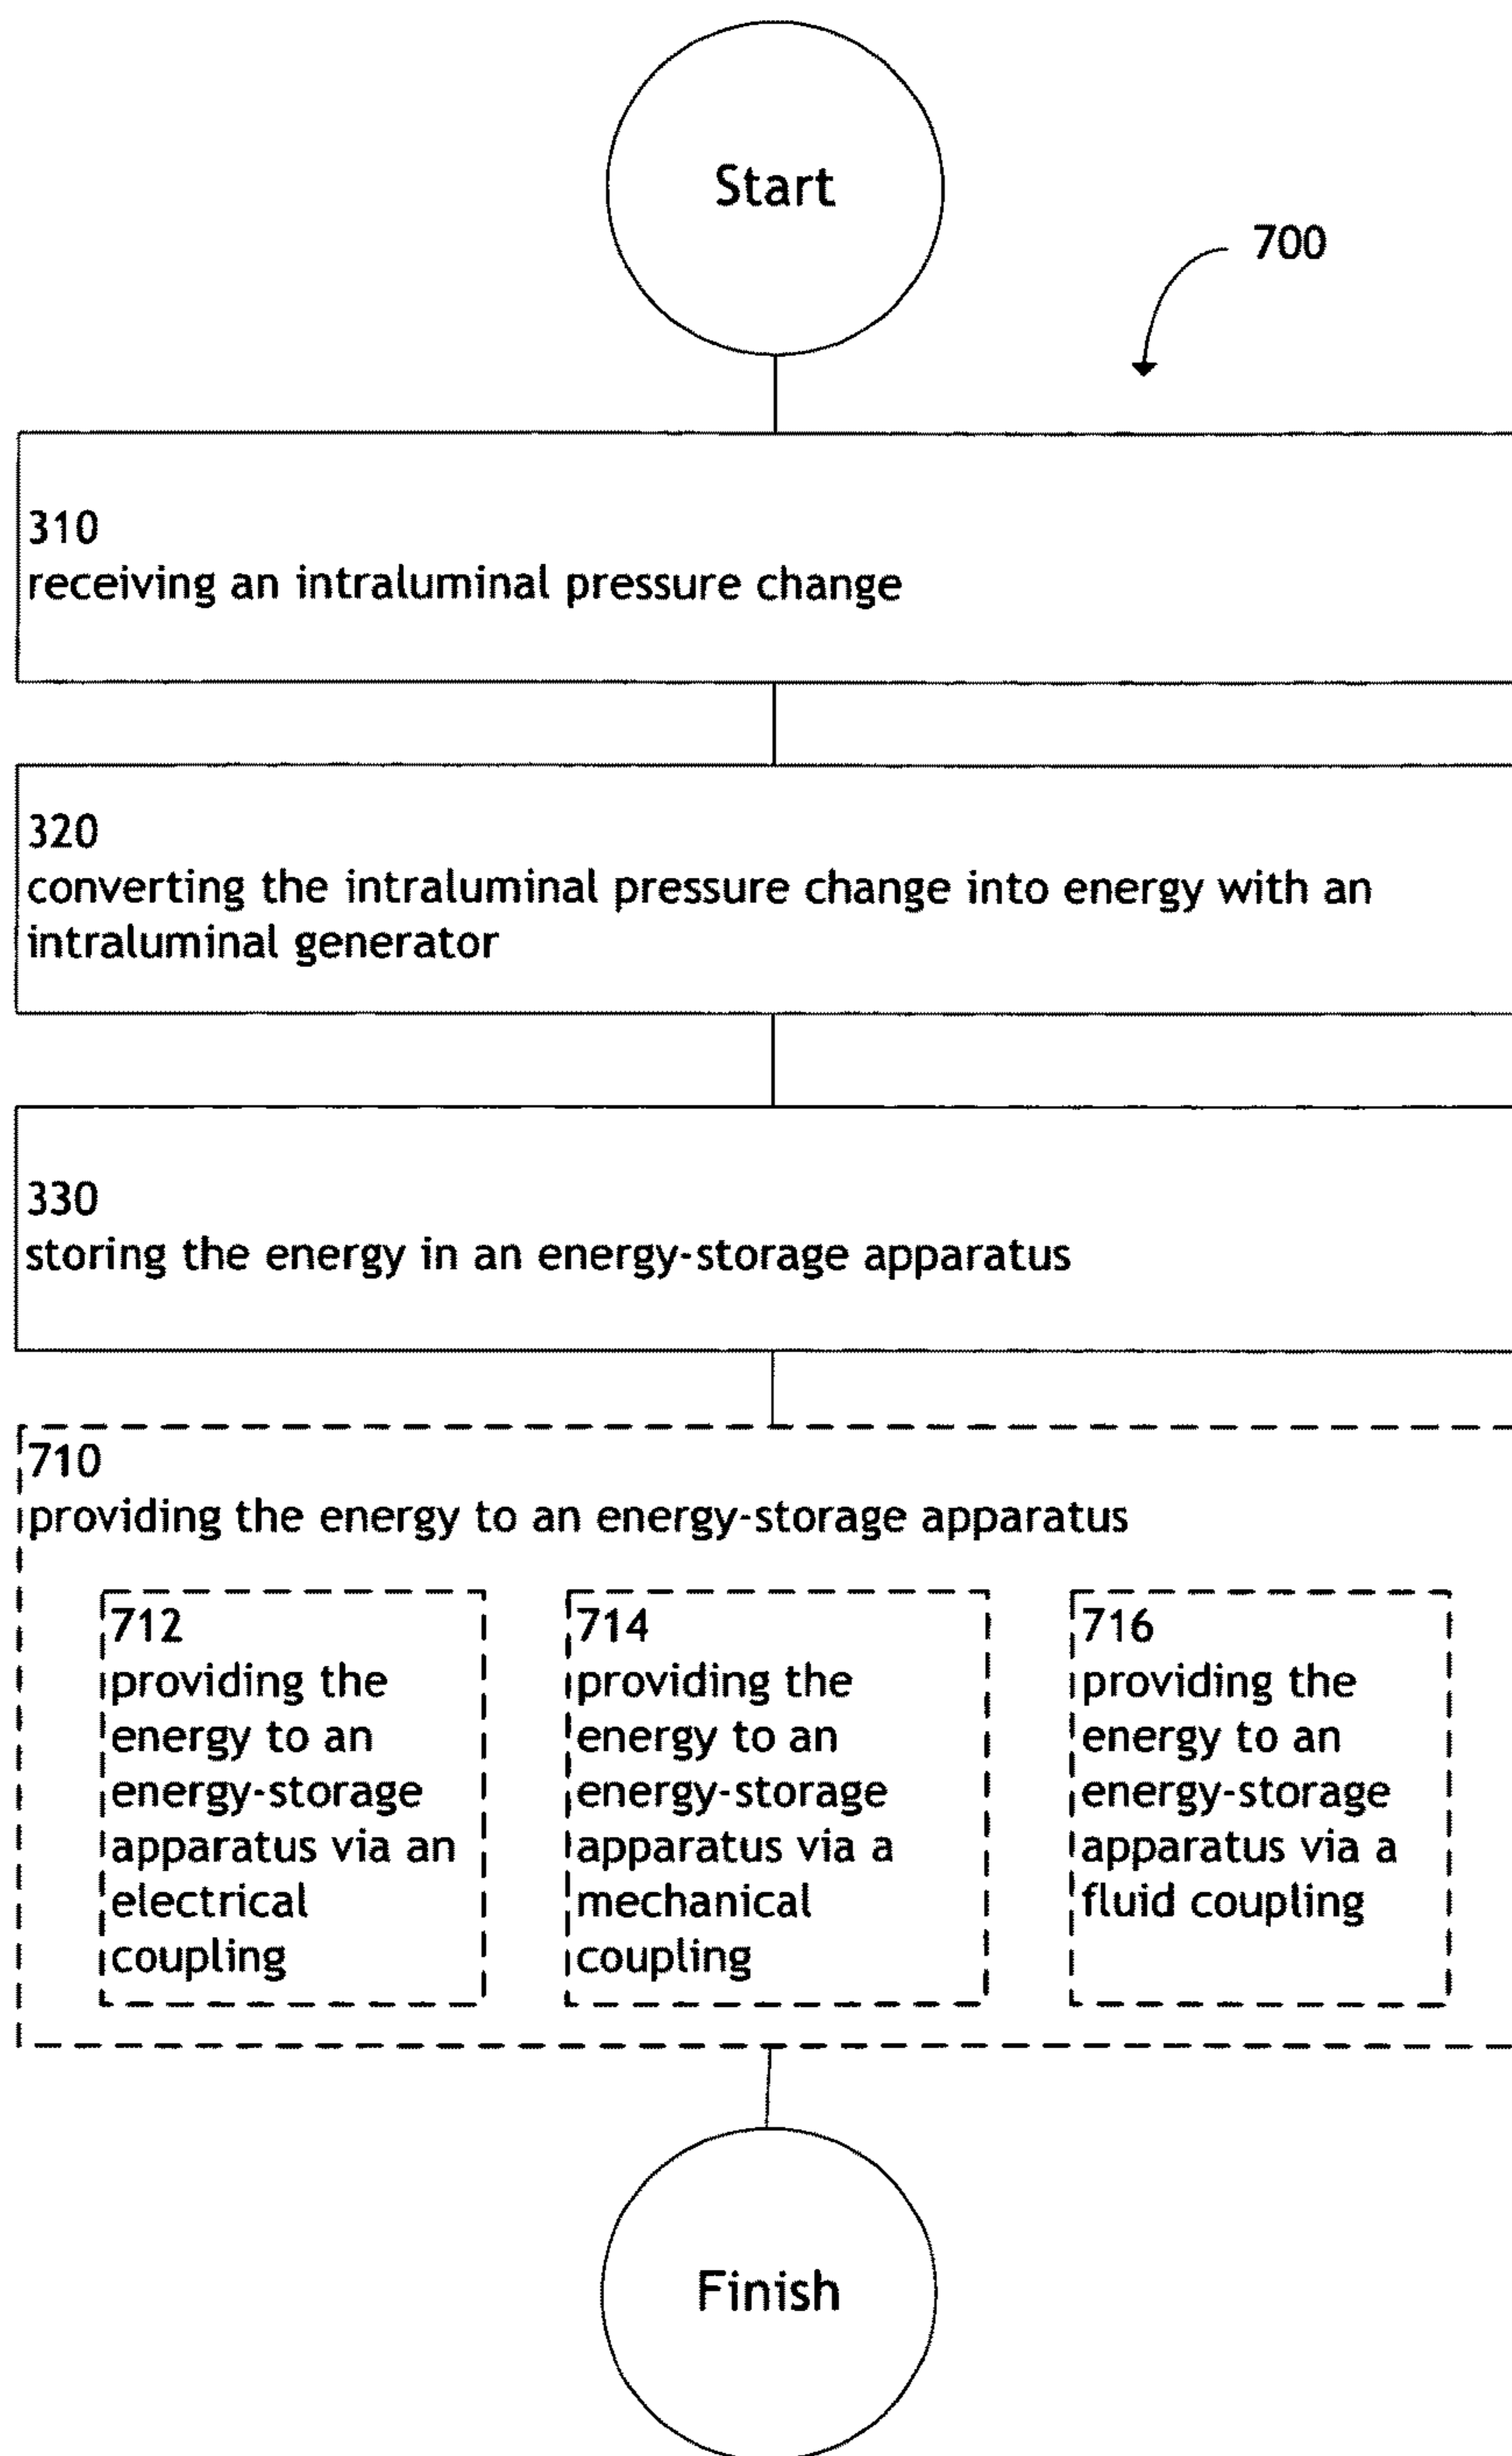 Start
700
310
receiving an intraluminal pressure change
320
converting the intraluminal pressure change into energy with an
intraluminal generator
330
storing the energy in an energy-storage apparatus
710
providing the energy to an energy-storage apparatus
712
providing the
energy to an
energy-storage
apparatus via an
electrical
coupling
714
providing the
energy to an
energy-storage
apparatus via a
mechanical
coupling
716
providing the
energy to an
energy-storage
apparatus via a
fluid coupling
Finish